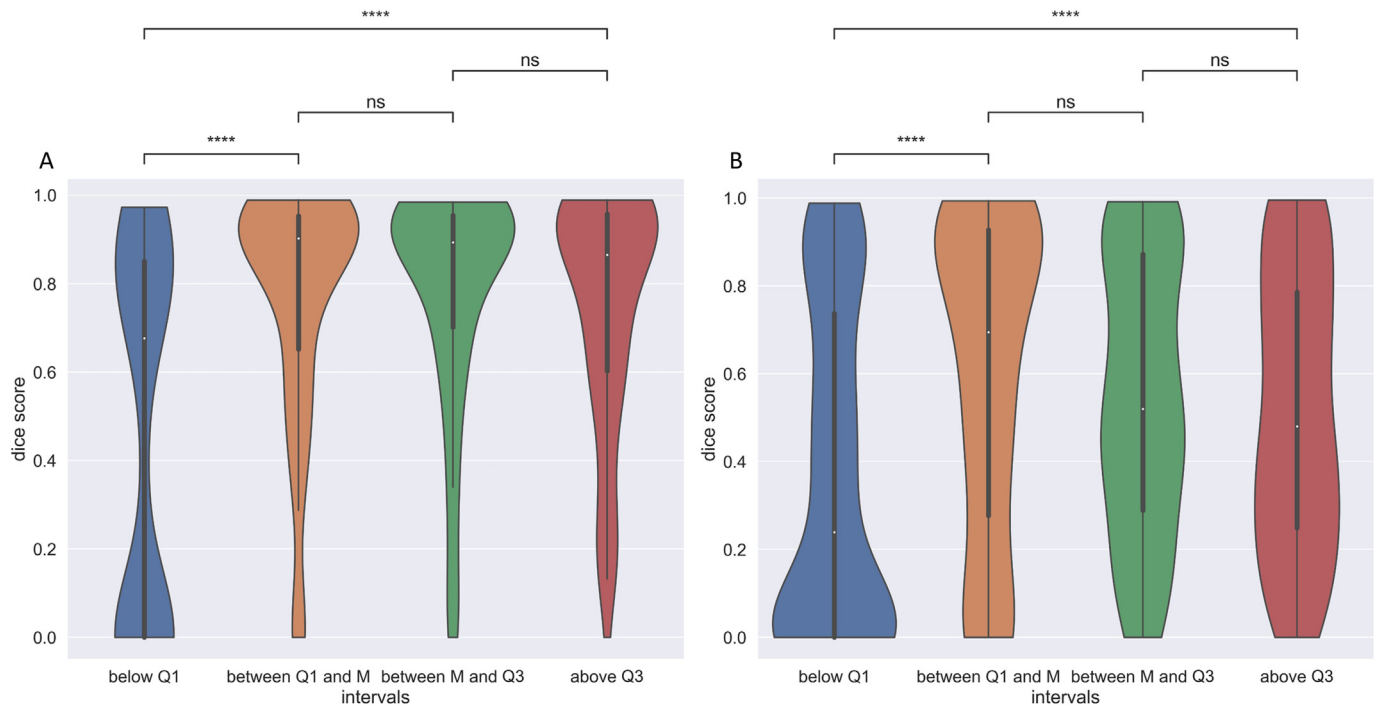 ****
ns
ns
****
A
1.0
0.8
0.6
0.4
0.2
0.0
dice score
below Q1
between Q1 and M
between M and Q3
above Q3
intervals
****
ns
ns
****
B
1.0
0.8
0.6
0.4
0.2
0.0
dice score
below Q1
between Q1 and M
between M and Q3
above Q3
intervals